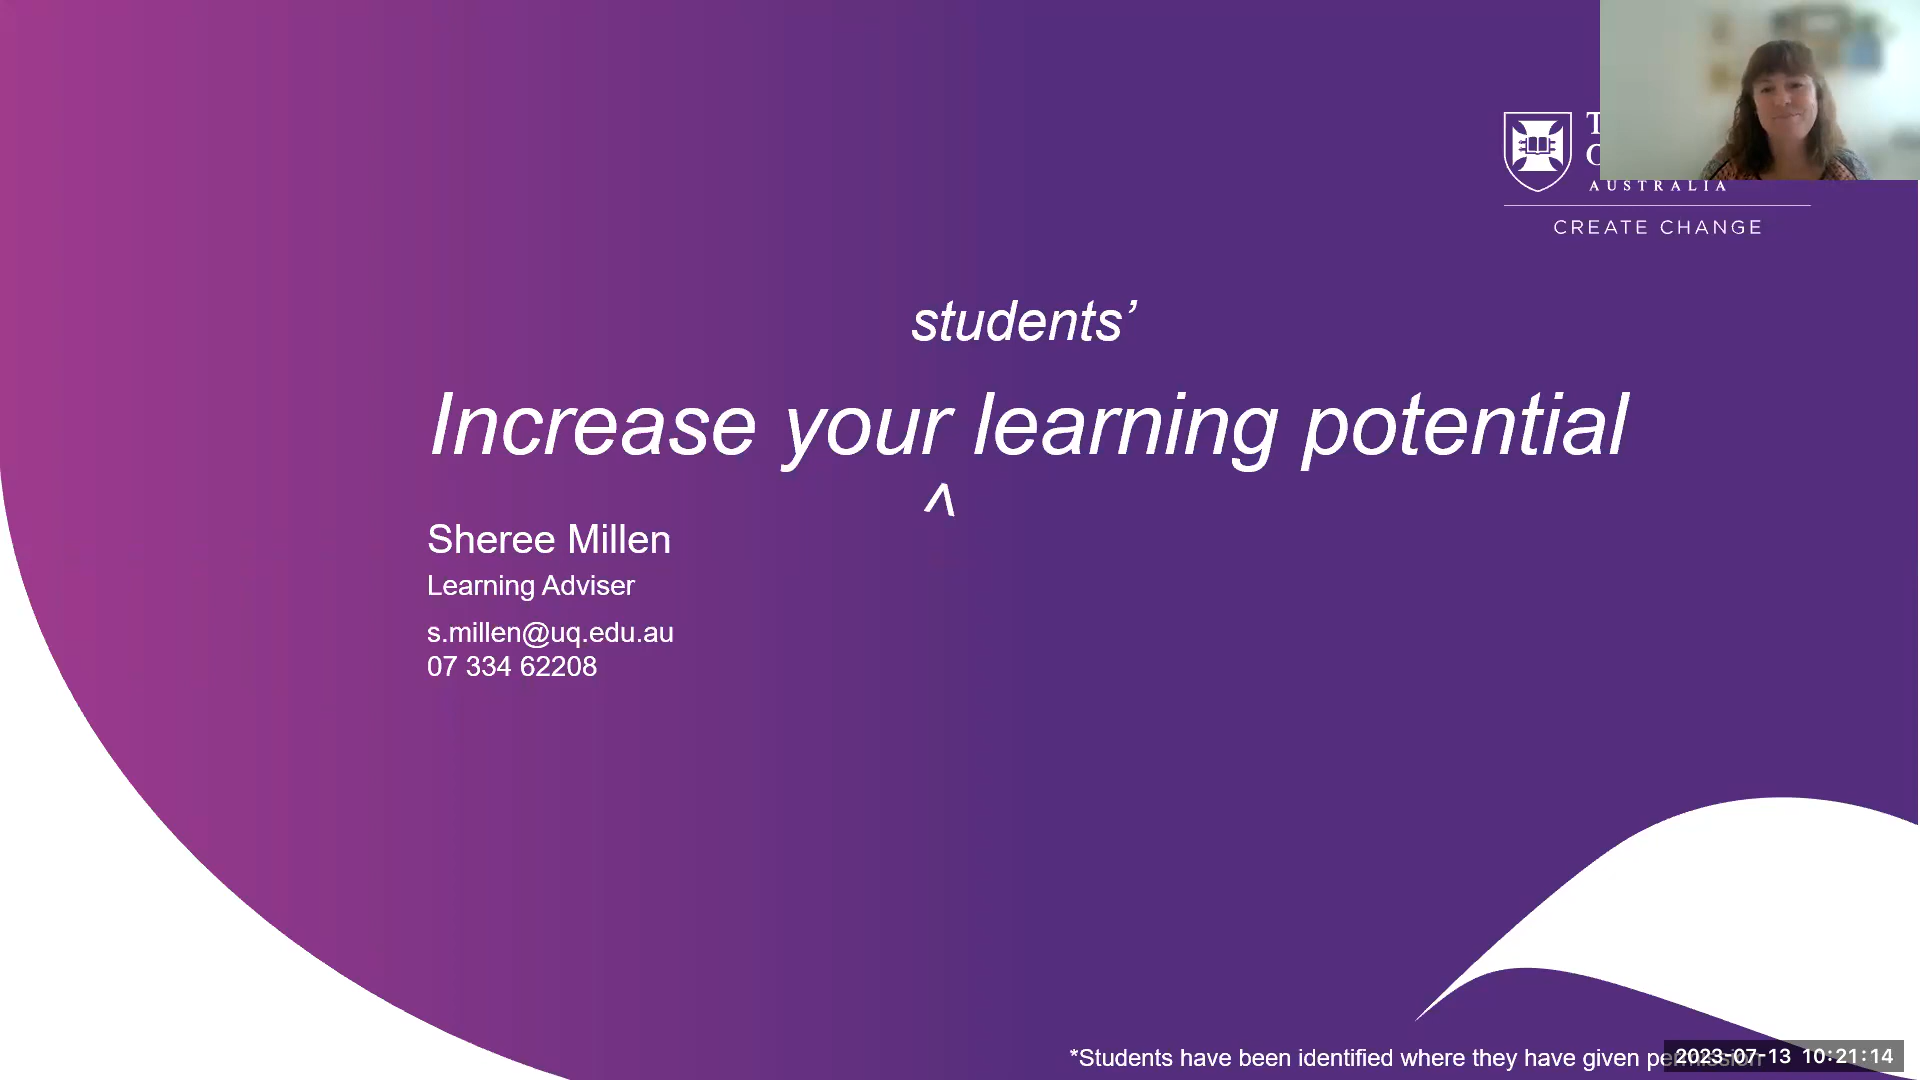 AUSTRALIA
CREATE CHANGE
students’
Increase your learning potential
^
Sheree Millen
Learning Adviser
s.millen@uq.edu.au
07 334 62208
*Students have been identified where they have given permission
2023-07-13 10:21:14